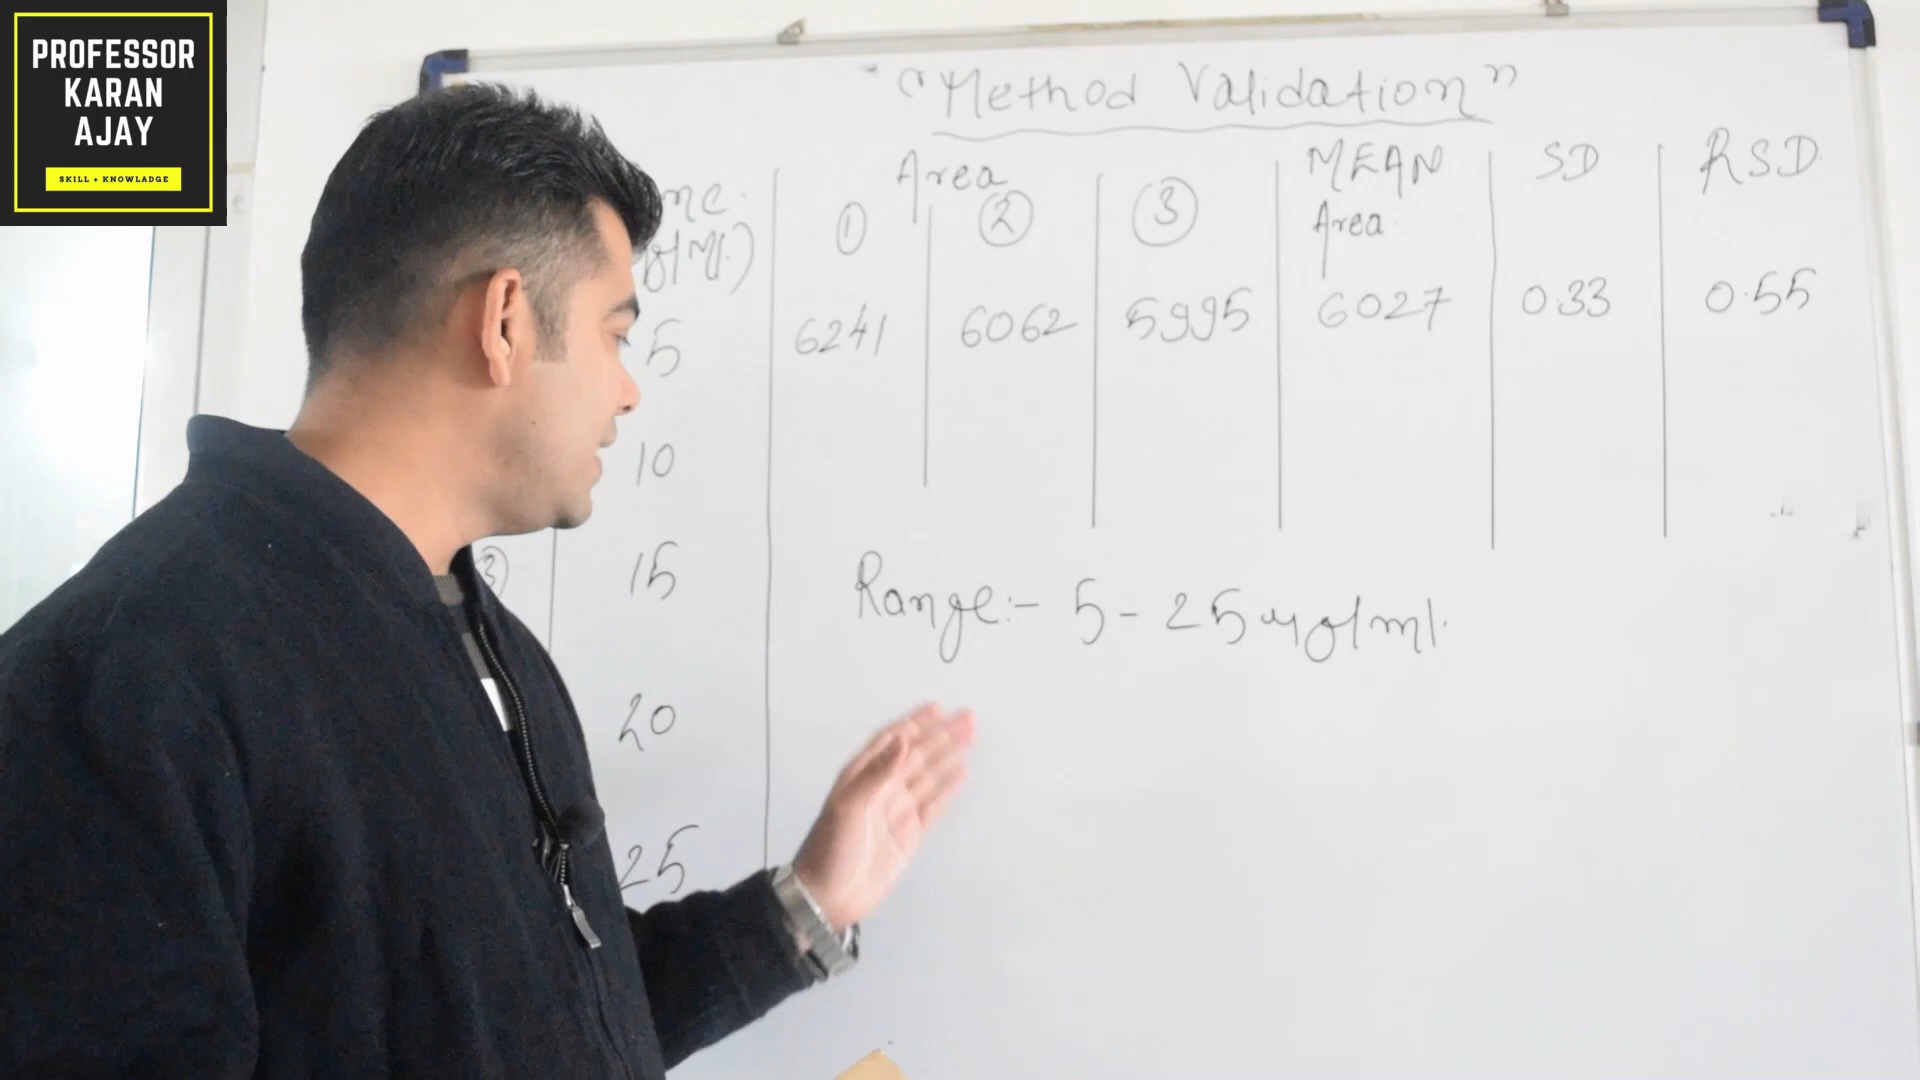 PROFESSOR
KARAN
AJAY
SKILL + KNOWLADGE
"Method Validation"
Area MEAN SD RSD
① ② ③ Area
5 6241 6062 5995 6027 0.33 0.55
10
③ 15
Range:- 5-25 μg/ml.
20
25